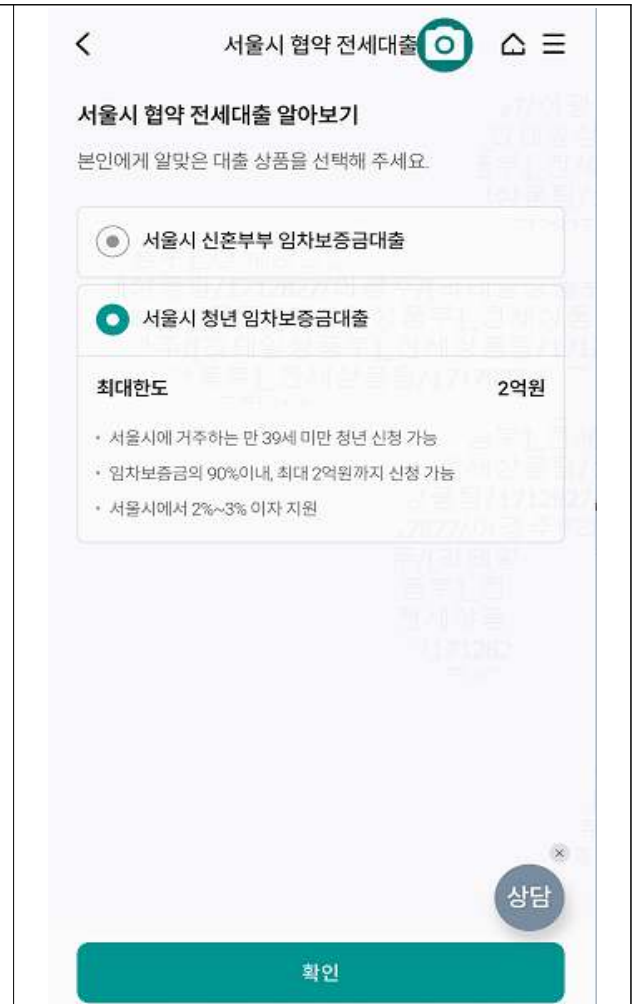 서울시 협약 전세대출
서울시 협약 전세대출 알아보기
본인에게 알맞은 대출 상품을 선택해 주세요.
서울시 신혼부부 임차보증금대출
서울시 청년 임차보증금대출
최대한도 2억원
• 서울시에 거주하는 만 39세 미만 청년 신청 가능
• 임차보증금의 90%이내, 최대 2억원까지 신청 가능
• 서울시에서 2%~3% 이자 지원
상담
확인